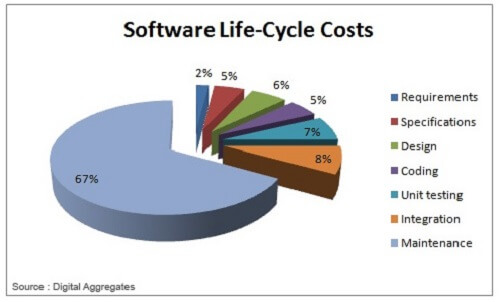 Software Life-Cycle Costs
2%
5%
6%
5%
7%
8%
67%
Requirements
Specifications
Design
Coding
Unit testing
Integration
Maintenance
Source : Digital Aggregates